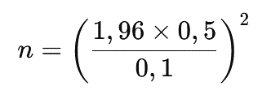 n = (1,96 × 0,5 / 0,1)²